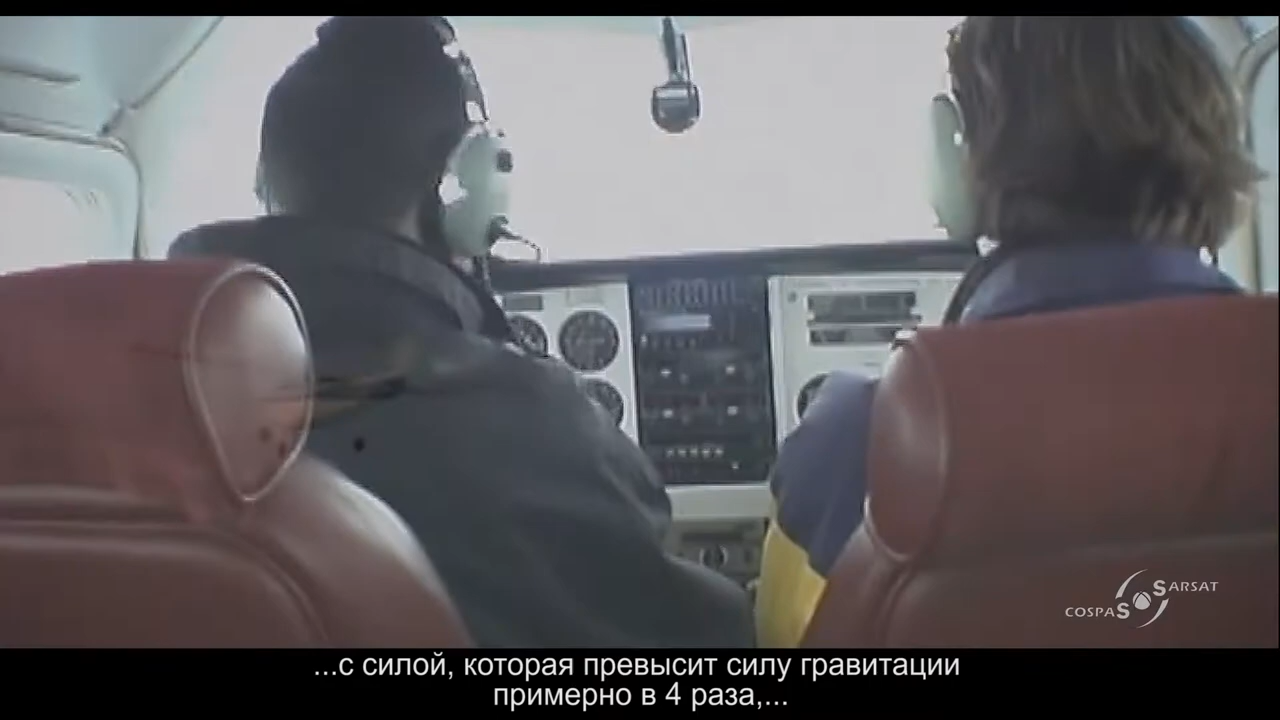 COSPAS SARSAT
...с силой, которая превысит силу гравитации
примерно в 4 раза,...